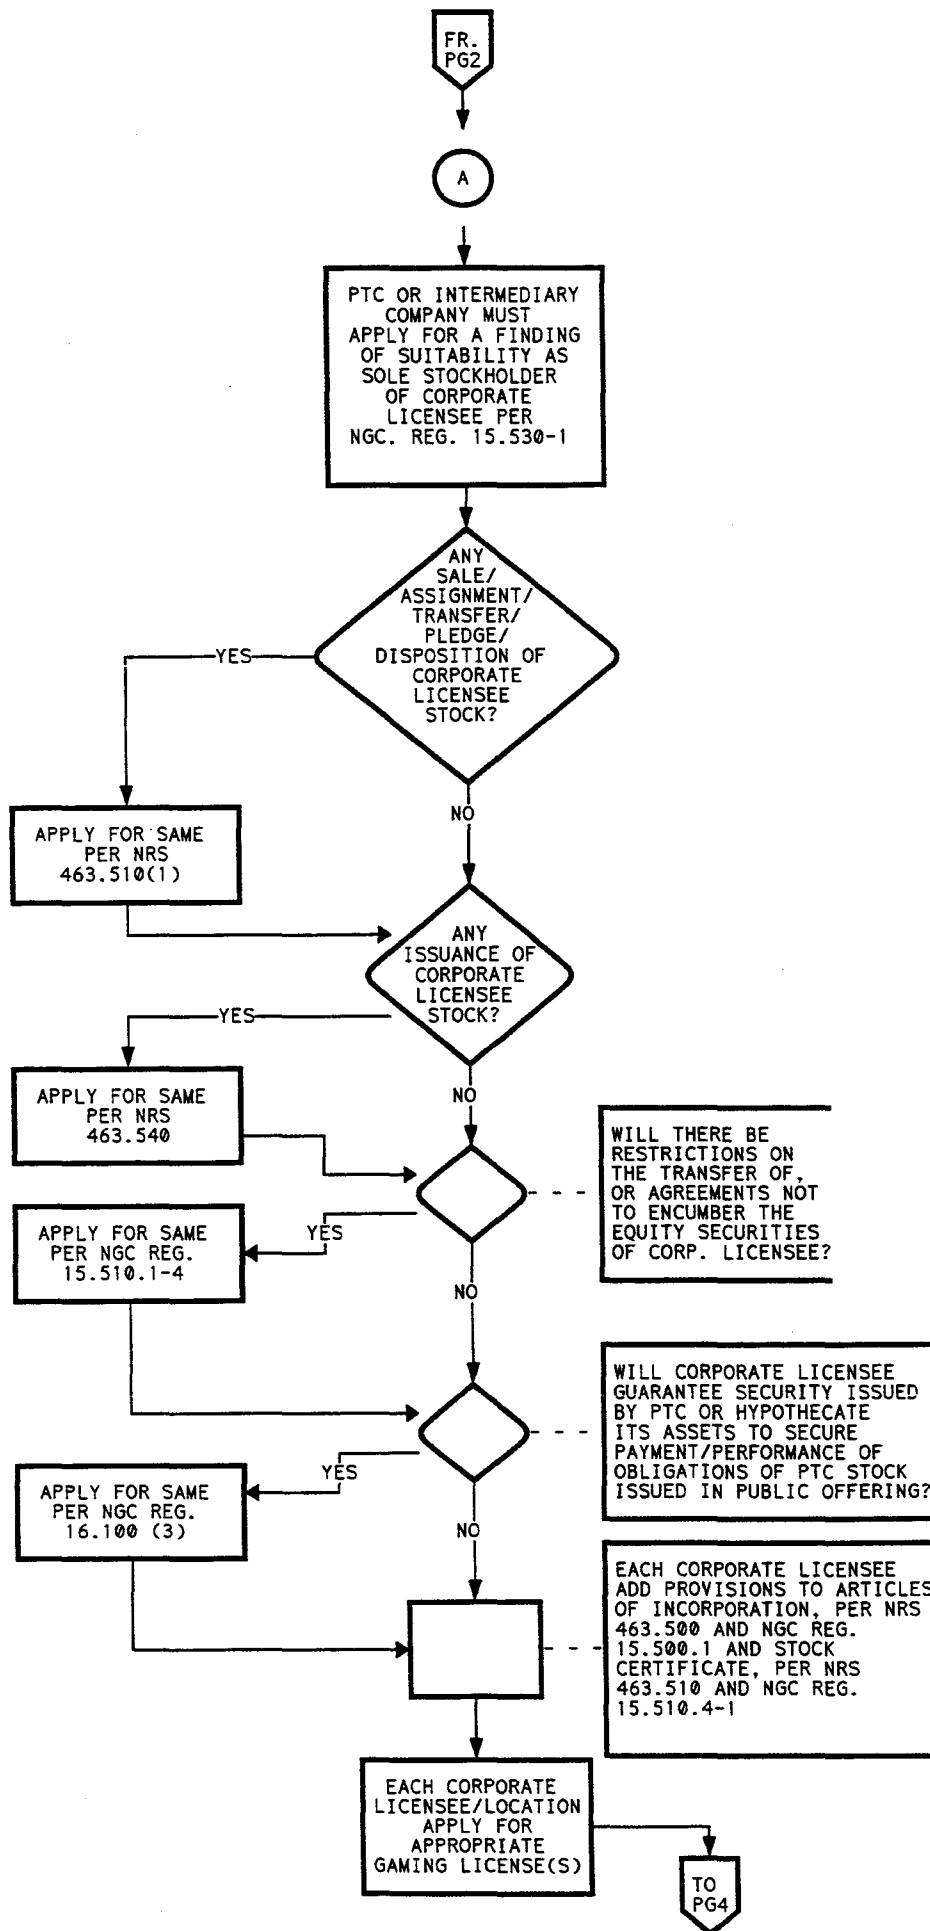 FR.
PG2
A
PTC OR INTERMEDIARY
COMPANY MUST
APPLY FOR A FINDING
OF SUITABILITY AS
SOLE STOCKHOLDER
OF CORPORATE
LICENSEE PER
NGC. REG. 15.530-1
ANY
SALE/
ASSIGNMENT/
TRANSFER/
PLEDGE/
DISPOSITION OF
CORPORATE
LICENSEE
STOCK?
YES
NO
APPLY FOR SAME
PER NRS
463.510(1)
ANY
ISSUANCE OF
CORPORATE
LICENSEE
STOCK?
YES
NO
APPLY FOR SAME
PER NRS
463.540
WILL THERE BE
RESTRICTIONS ON
THE TRANSFER OF,
OR AGREEMENTS NOT
TO ENCUMBER THE
EQUITY SECURITIES
OF CORP. LICENSEE?
YES
NO
APPLY FOR SAME
PER NGC REG.
15.510.1-4
WILL CORPORATE LICENSEE
GUARANTEE SECURITY ISSUED
BY PTC OR HYPOTHECATE
ITS ASSETS TO SECURE
PAYMENT/PERFORMANCE OF
OBLIGATIONS OF PTC STOCK
ISSUED IN PUBLIC OFFERING?
YES
NO
APPLY FOR SAME
PER NGC REG.
16.100 (3)
EACH CORPORATE LICENSEE
ADD PROVISIONS TO ARTICLES
OF INCORPORATION, PER NRS
463.500 AND NGC REG.
15.500.1 AND STOCK
CERTIFICATE, PER NRS
463.510 AND NGC REG.
15.510.4-1
EACH CORPORATE
LICENSEE/LOCATION
APPLY FOR
APPROPRIATE
GAMING LICENSE(S)
TO
PG4